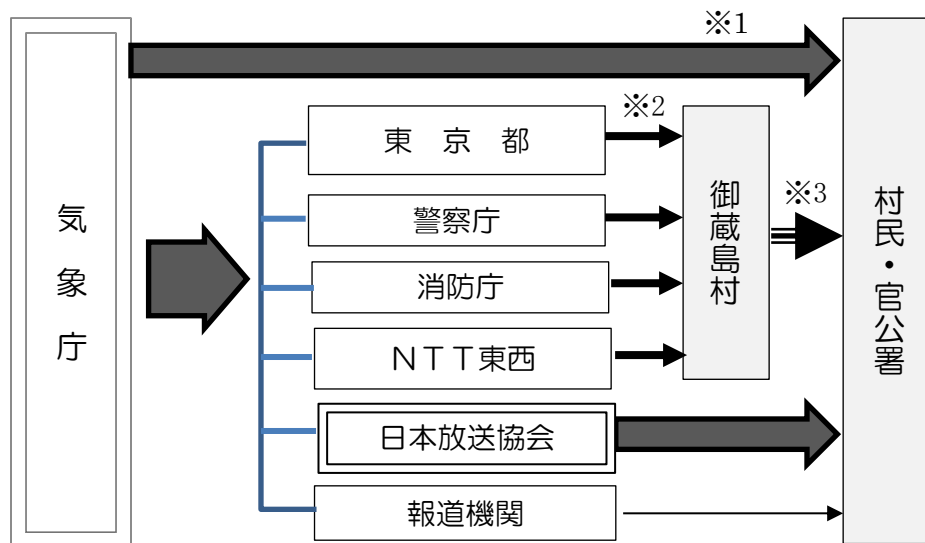 ※1
気象庁
東　京　都
※2
警察庁
消防庁
ＮＴＴ東西
日本放送協会
報道機関
御蔵島村
※3
村民・官公署